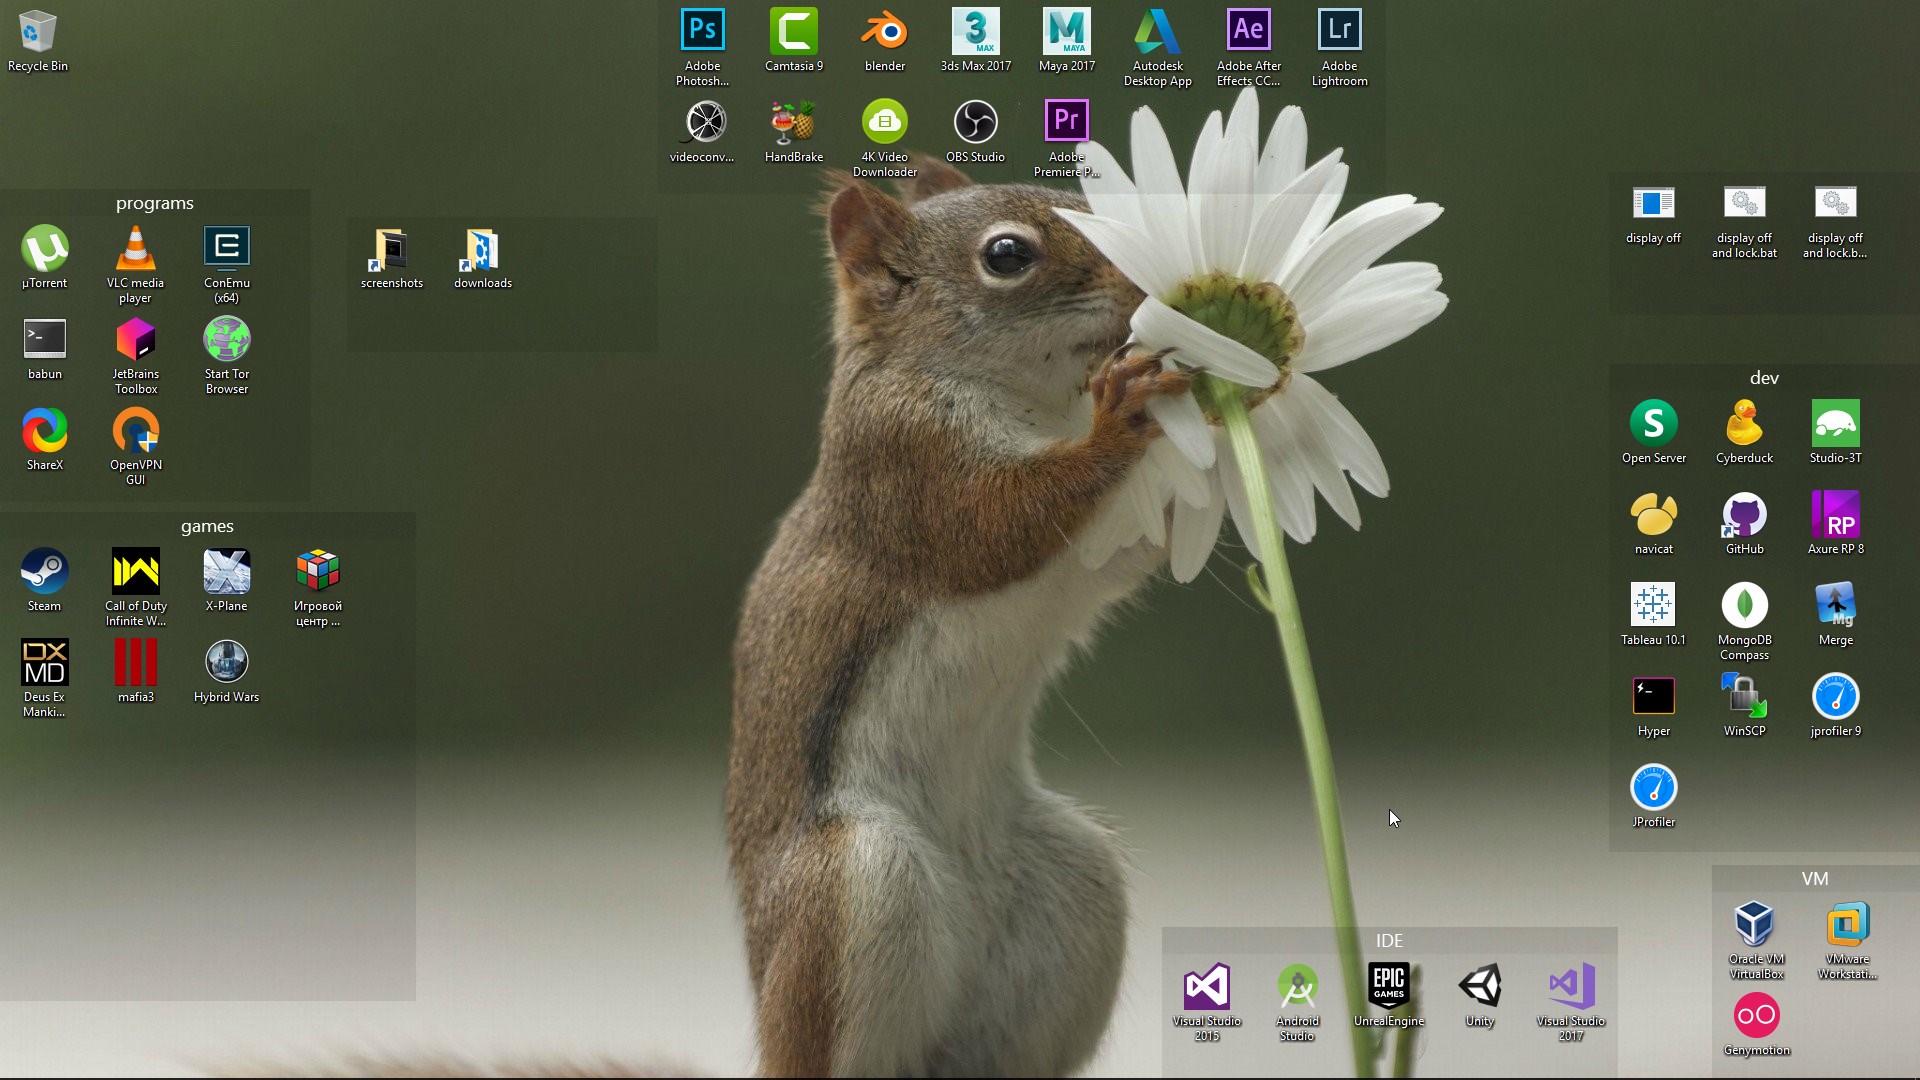 Recycle Bin
Ps
Adobe
Photosh...
Camtasia 9
blender
3
MAX
3ds Max 2017
M
MAYA
Maya 2017
Autodesk
Desktop App
Ae
Adobe After
Effects CC...
Lr
Adobe
Lightroom
videoconv...
HandBrake
4K Video
Downloader
OBS Studio
Pr
Adobe
Premiere P...
programs
µTorrent
VLC media
player
ConEmu
(x64)
babun
JetBrains
Toolbox
Start Tor
Browser
ShareX
OpenVPN
GUI
screenshots
downloads
display off
display off
and lock.bat
display off
and lock.b...
games
Steam
Call of Duty
Infinite W...
X-Plane
Игровой
центр ...
DX
MD
Deus Ex
Manki...
mafia3
Hybrid Wars
dev
S
Open Server
Cyberduck
Studio-3T
navicat
GitHub
RP
Axure RP 8
Tableau 10.1
MongoDB
Compass
Mg
Merge
Hyper
WinSCP
jprofiler 9
JProfiler
IDE
Visual Studio
2015
Android
Studio
EPIC
GAMES
UnrealEngine
Unity
Visual Studio
2017
VM
Oracle VM
VirtualBox
VMware
Workstati...
Genymotion